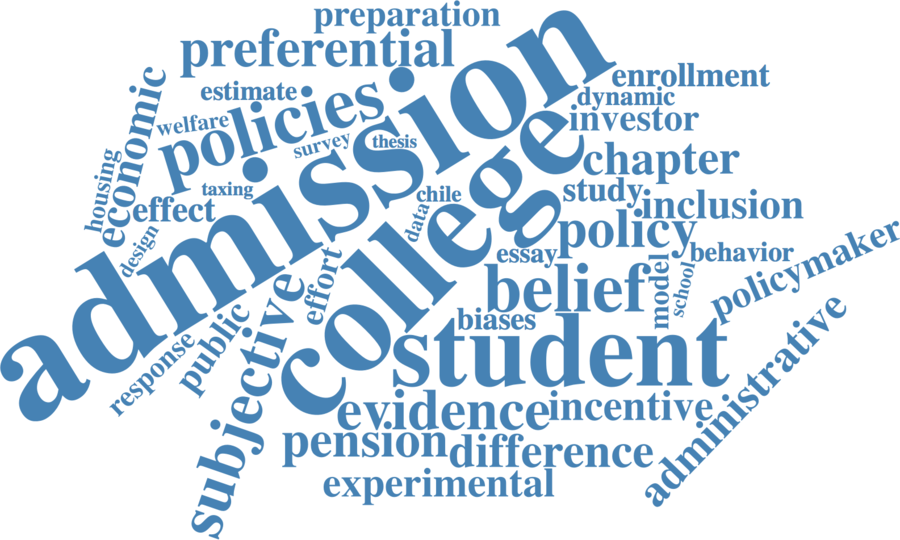 preparation
preferential
admission
enrollment
estimate
dynamic
policies
economic
welfare
investor
survey
thesis
college
chapter
housing
taxing
chile
study
effect
data
inclusion
design
policy
essay
behavior
policymaker
effort
belief
model
school
subjective
public
response
biases
student
administrative
evidence
incentive
pension
difference
experimental